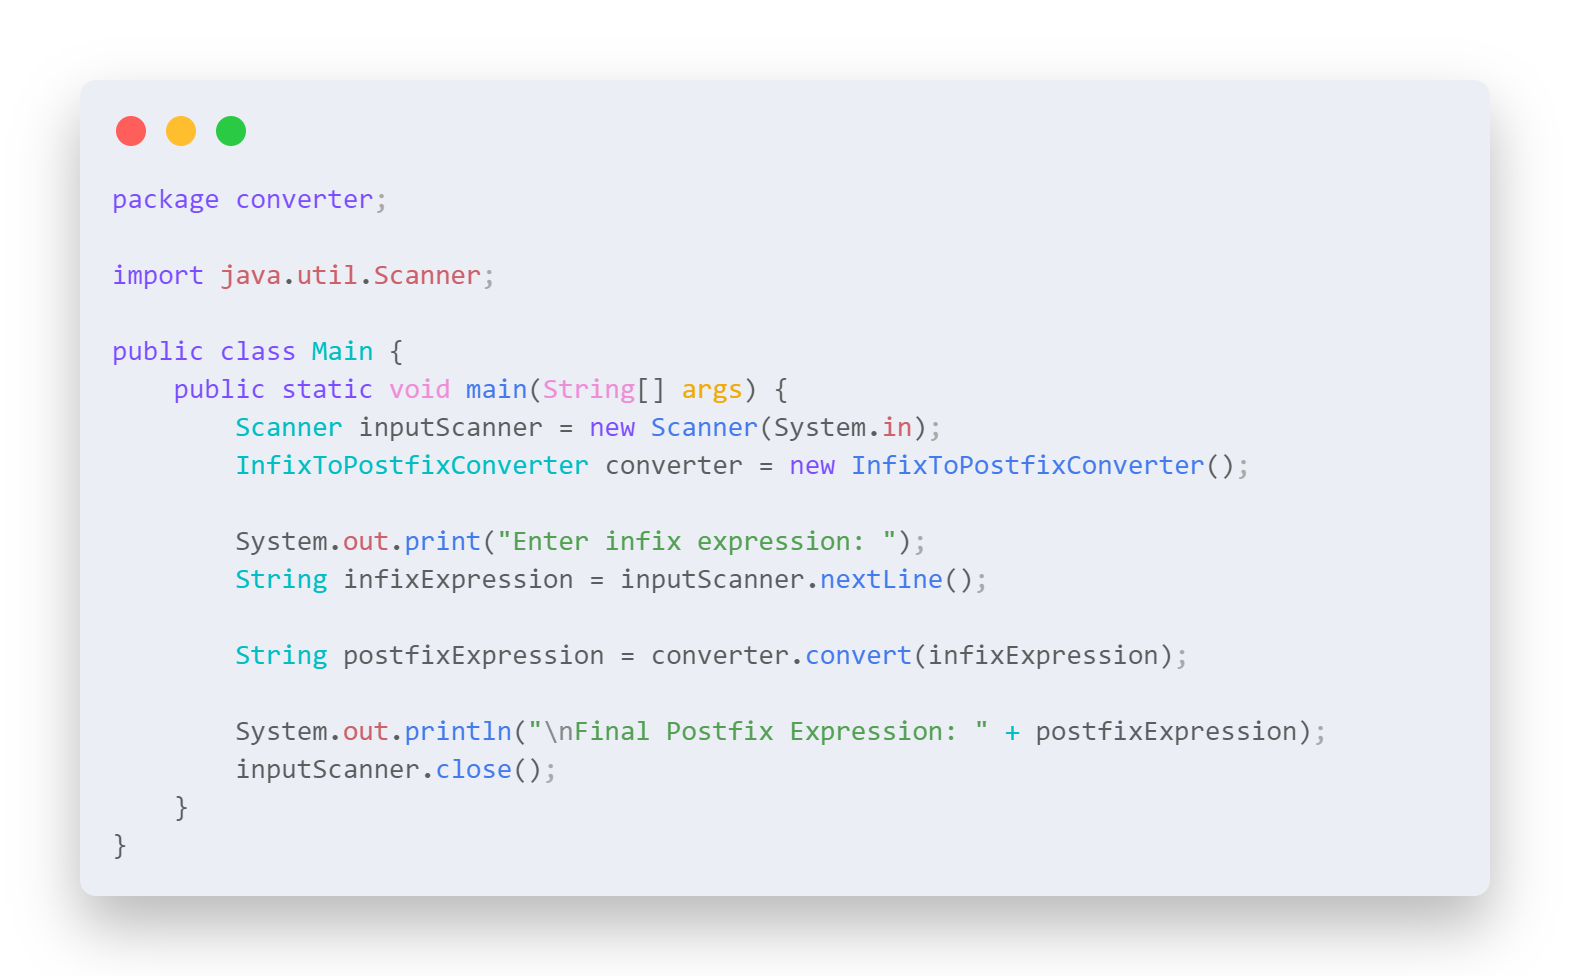 package converter;
import java.util.Scanner;
public class Main {
    public static void main(String[] args) {
        Scanner inputScanner = new Scanner(System.in);
        InfixToPostfixConverter converter = new InfixToPostfixConverter();
        System.out.print("Enter infix expression: ");
        String infixExpression = inputScanner.nextLine();
        String postfixExpression = converter.convert(infixExpression);
        System.out.println("\nFinal Postfix Expression: " + postfixExpression);
        inputScanner.close();
    }
}